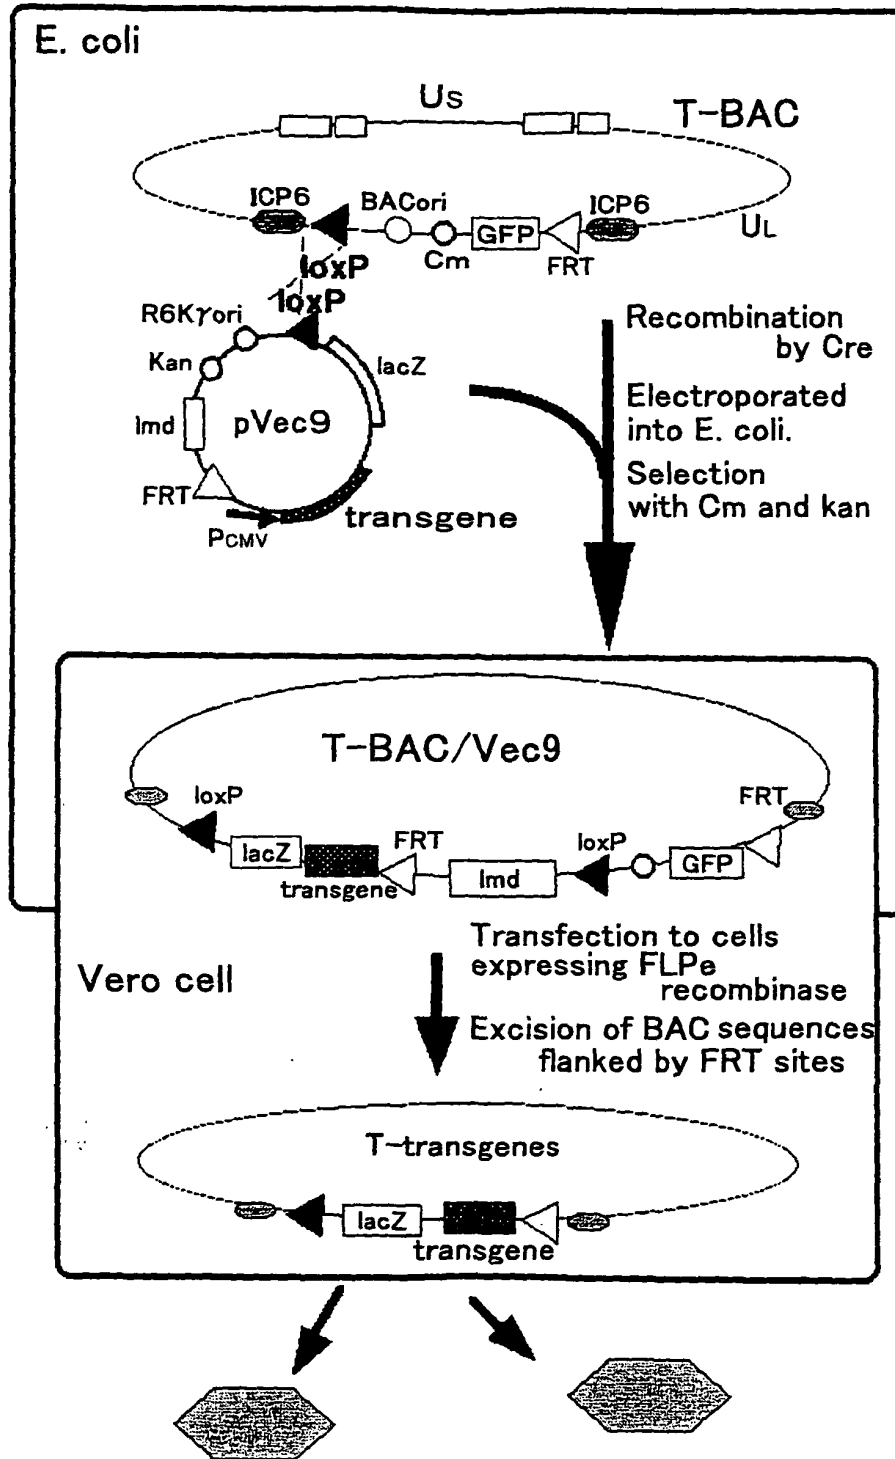 E. coli
Us
T-BAC
ICP6
BACori
ICP6
UL
GFP
Cm
FRT
loxP
loxP
R6Kγori
Kan
lacZ
lmd
pVec9
FRT
transgene
PCMV
Recombination
by Cre
Electroporated
into E. coli.
Selection
with Cm and kan
T-BAC/Vec9
loxP
FRT
FRT
loxP
lacZ
GFP
transgene
lmd
Transfection to cells
expressing FLPe
recombinase
Vero cell
Excision of BAC sequences
flanked by FRT sites
T-transgenes
lacZ
transgene